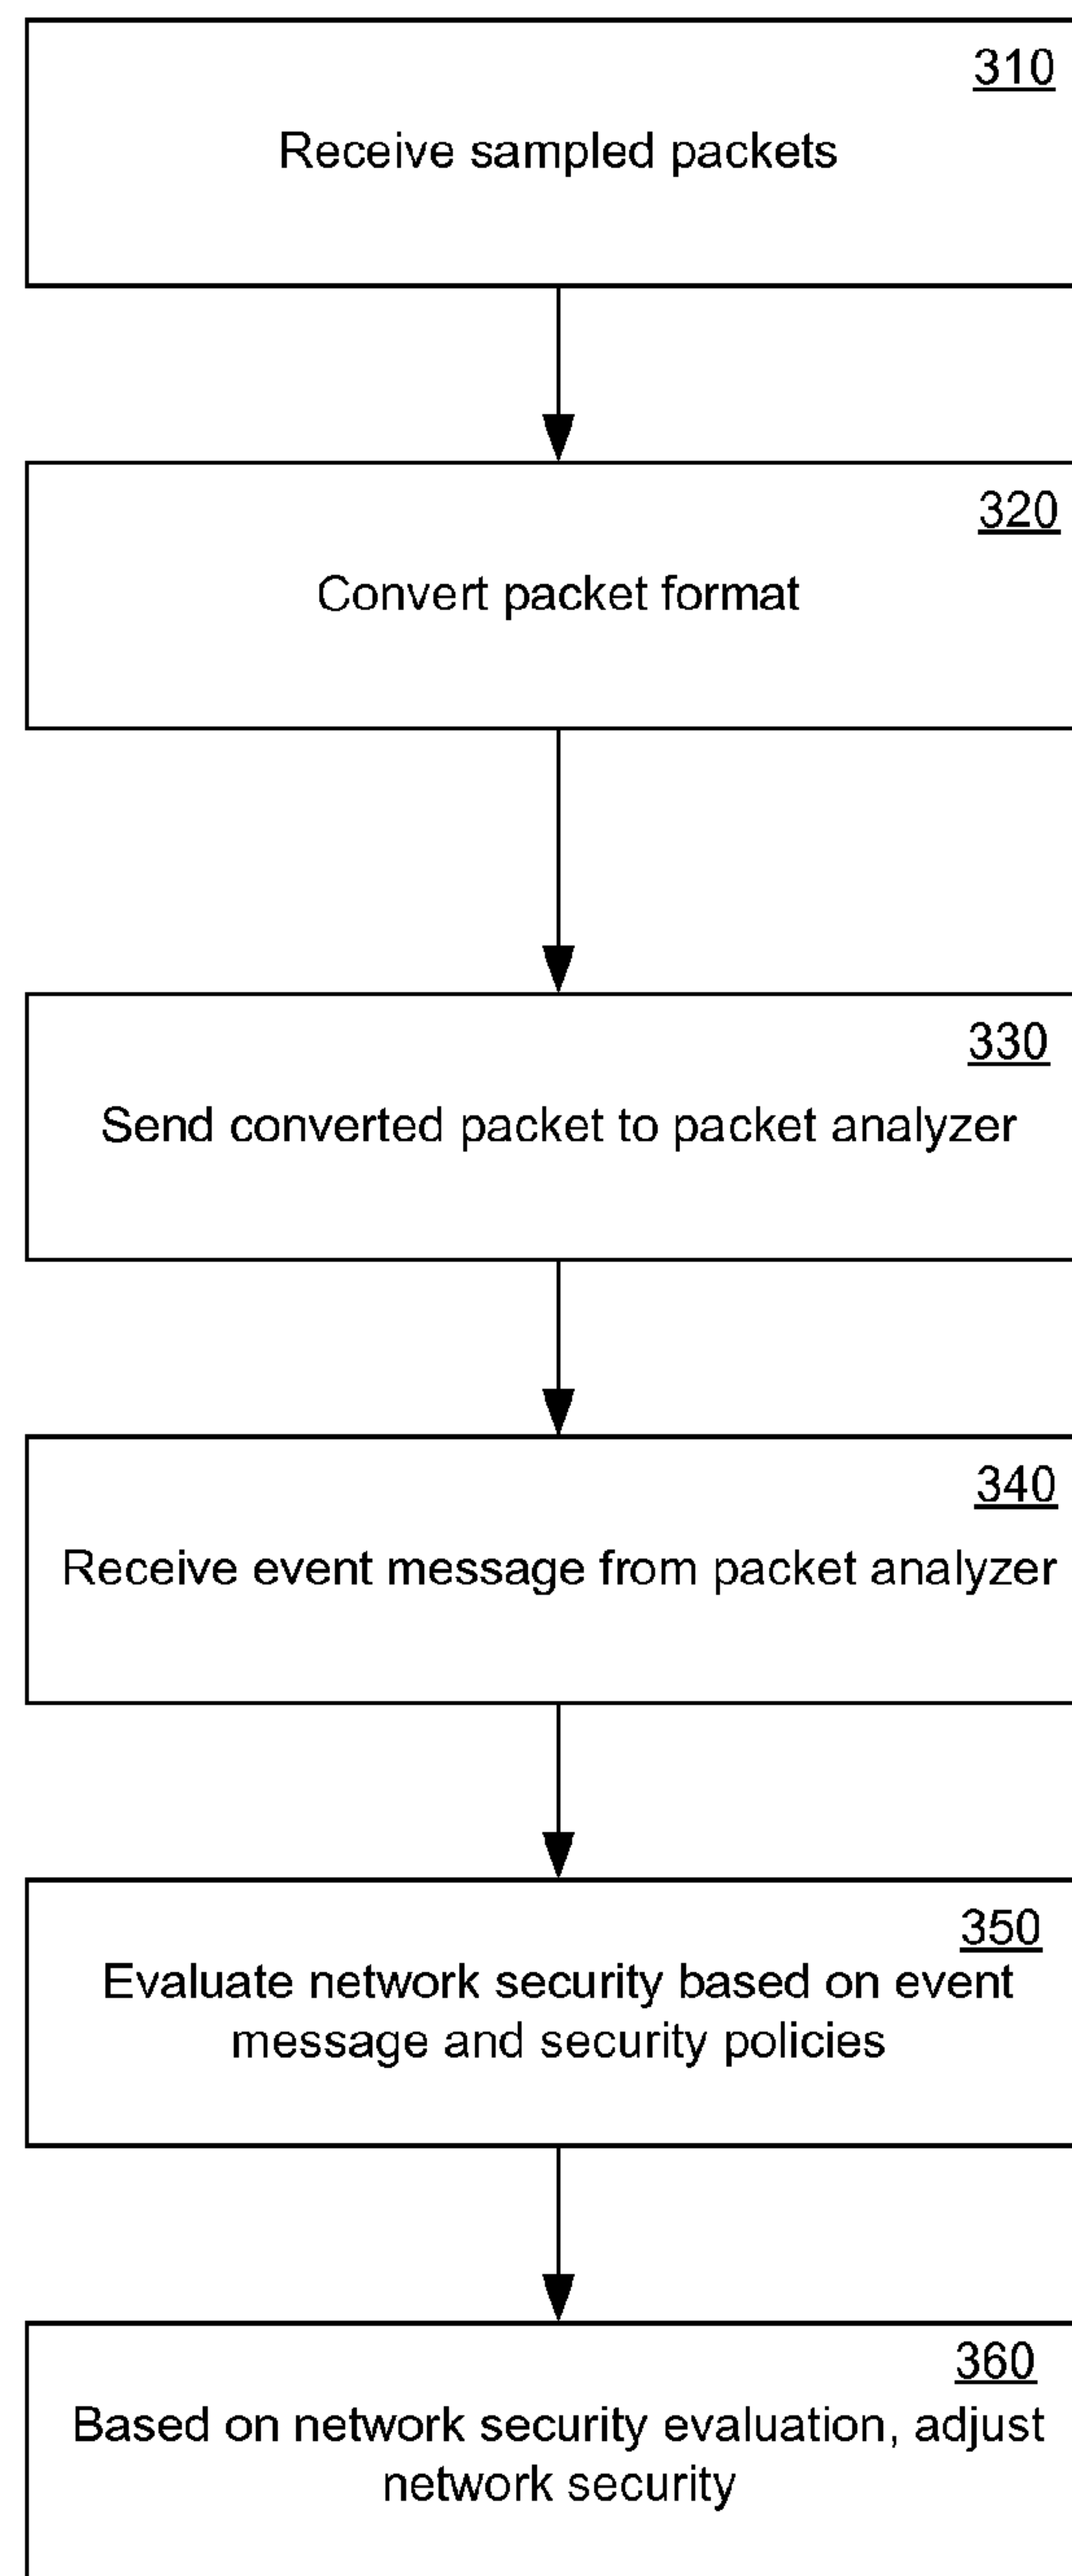 310
Receive sampled packets
320
Convert packet format
330
Send converted packet to packet analyzer
340
Receive event message from packet analyzer
350
Evaluate network security based on event
message and security policies
360
Based on network security evaluation, adjust
network security